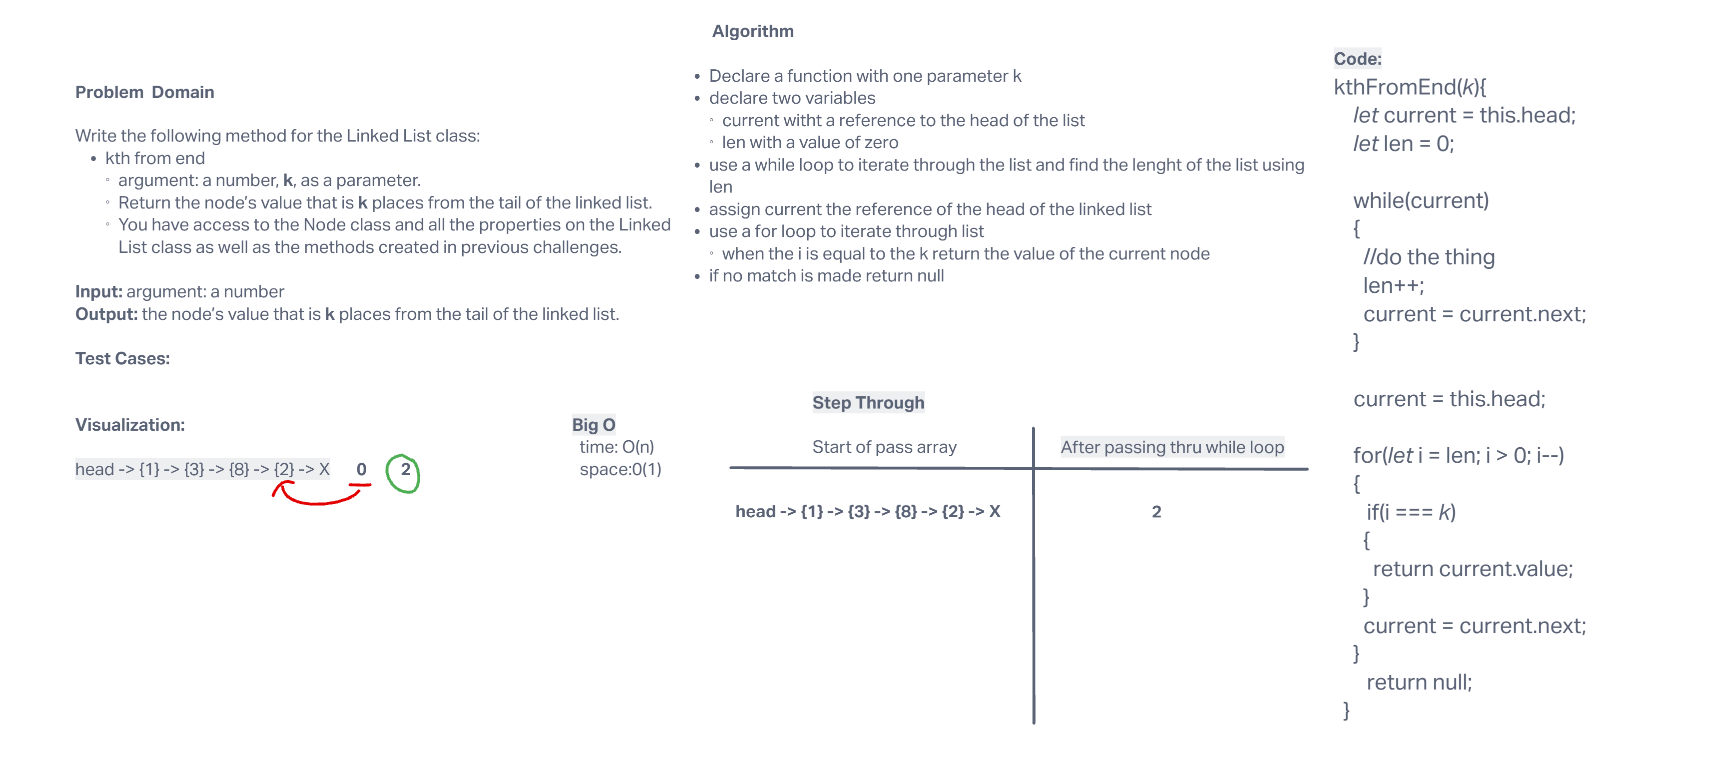 Problem Domain
Write the following method for the Linked List class:
• kth from end
◦ argument: a number, k, as a parameter.
◦ Return the node's value that is k places from the tail of the linked list.
◦ You have access to the Node class and all the properties on the Linked
List class as well as the methods created in previous challenges.
Input: argument: a number
Output: the node's value that is k places from the tail of the linked list.
Test Cases:
Visualization:
head -> {1} -> {3} -> {8} -> {2} -> X 0 2
Big O
time: O(n)
space:0(1)
Algorithm
• Declare a function with one parameter k
• declare two variables
◦ current witht a reference to the head of the list
◦ len with a value of zero
• use a while loop to iterate through the list and find the lenght of the list using
len
• assign current the reference of the head of the linked list
• use a for loop to iterate through list
◦ when the i is equal to the k return the value of the current node
• if no match is made return null
Step Through
Start of pass array After passing thru while loop
head -> {1} -> {3} -> {8} -> {2} -> X 2
Code:
kthFromEnd(k){
let current = this.head;
let len = 0;
while(current)
{
//do the thing
len++;
current = current.next;
}
current = this.head;
for(let i = len; i > 0; i--)
{
if(i === k)
{
return current.value;
}
current = current.next;
}
return null;
}